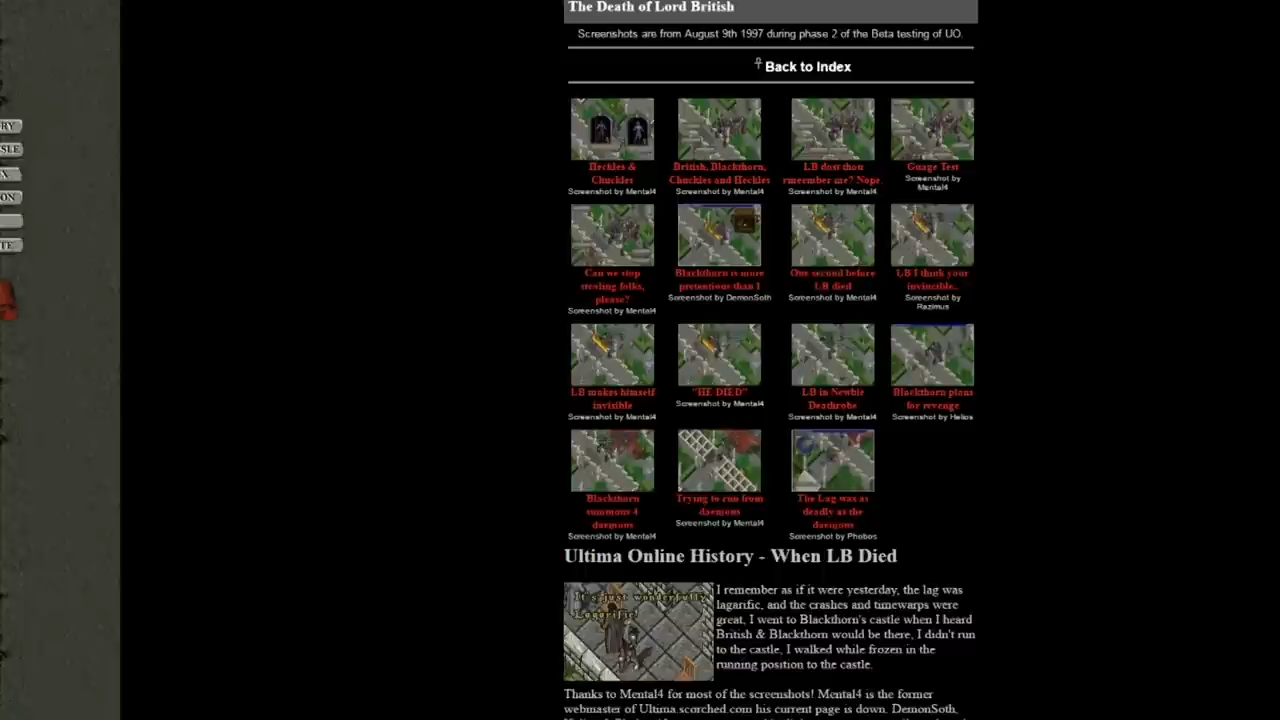 The Death of Lord British
Screenshots are from August 9th 1997 during phase 2 of the Beta testing of UO.
Back to Index
RY
SLE
X
ON
TE
Heckles &
Chuckles
Screenshot by Mental4
British, Blackthorn,
Chuckles and Heckles
Screenshot by Mental4
LB dost thou
rmeember me? Nope.
Screenshot by Mental4
Guage Test
Screenshot by
Mental4
Can we stop
stealing folks,
please?
Screenshot by Mental4
Blackthorn is more
pretentious than I
Screenshot by DemonSoth
One second before
LB died
Screenshot by Mental4
LB I think your
invincible..
Screenshot by
Razimus
LB makes himself
invisible
Screenshot by Mental4
"HE DIED"
Screenshot by Mental4
LB in Newbie
Deathrobe
Screenshot by Mental4
Blackthorn plans
for revenge
Screenshot by Helios
Blackthorn
summons 4
daemons
Screenshot by Mental4
Trying to run from
daemons
Screenshot by Mental4
The Lag was as
deadly as the
daemons
Screenshot by Phobos
Ultima Online History - When LB Died
It's just wonderfully
Lagarific!
I remember as if it were yesterday, the lag was
lagarific, and the crashes and timewarps were
great, I went to Blackthorn's castle when I heard
British & Blackthorn would be there, I didn't run
to the castle, I walked while frozen in the
running position to the castle.
Thanks to Mental4 for most of the screenshots! Mental4 is the former
webmaster of Ultima.scorched.com his current page is down. DemonSoth,